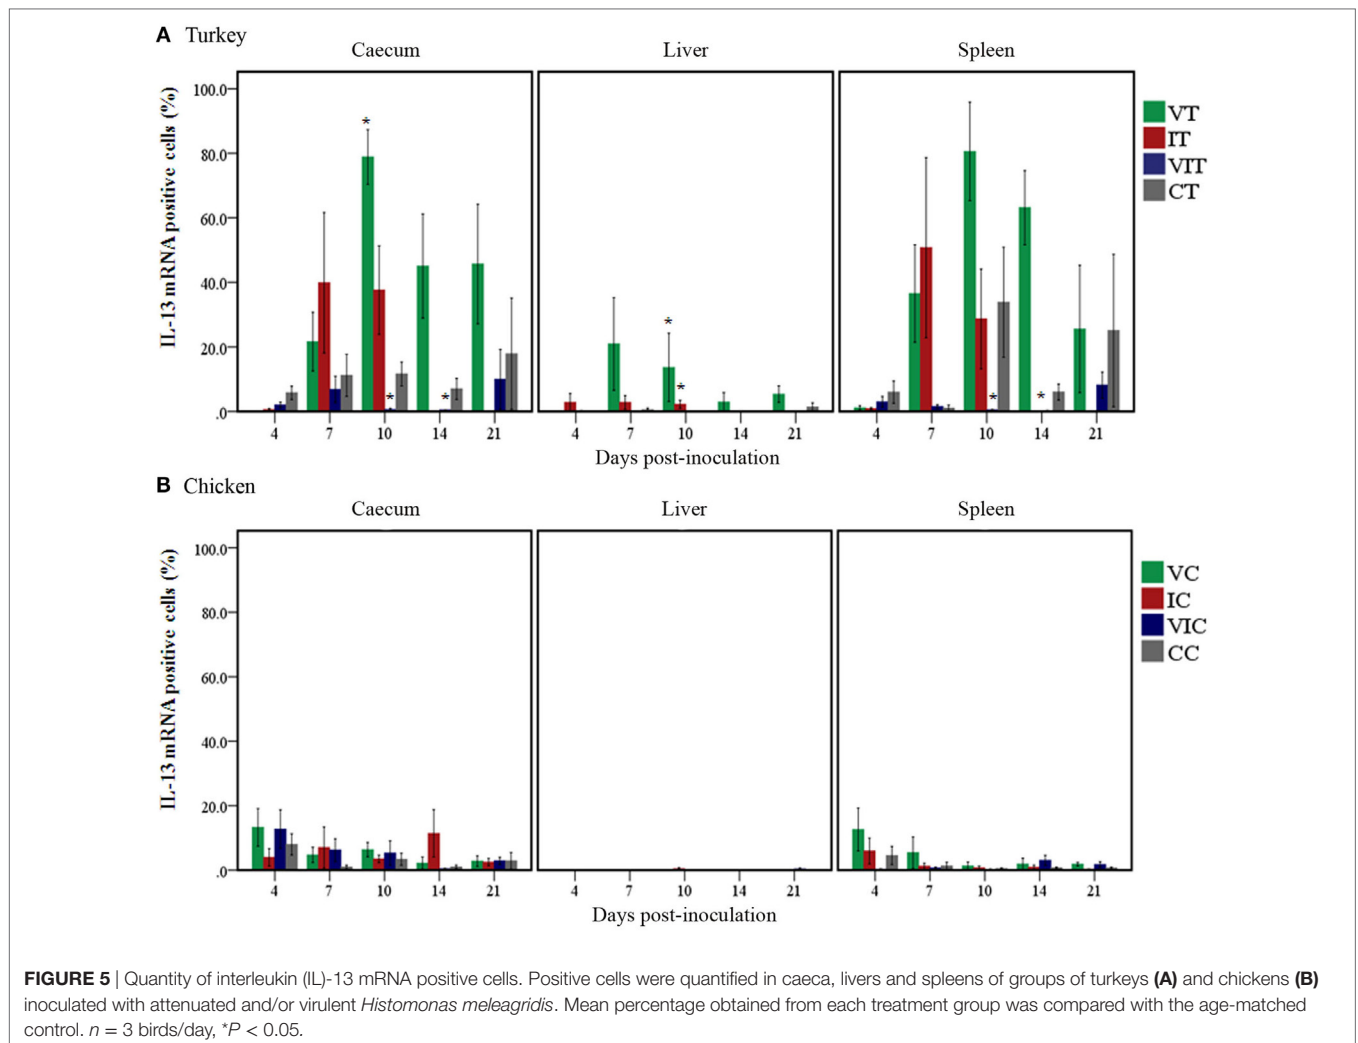 A Turkey
Caecum
Liver
Spleen
IL-13 mRNA positive cells (%)
100.0
80.0
60.0
40.0
20.0
.0
*
*
*
*
*
*
*
4 7 10 14 21
4 7 10 14 21
4 7 10 14 21
Days post-inoculation
VT
IT
VIT
CT
B Chicken
Caecum
Liver
Spleen
IL-13 mRNA positive cells (%)
100.0
80.0
60.0
40.0
20.0
.0
4 7 10 14 21
4 7 10 14 21
4 7 10 14 21
Days post-inoculation
VC
IC
VIC
CC
FIGURE 5 | Quantity of interleukin (IL)-13 mRNA positive cells. Positive cells were quantified in caeca, livers and spleens of groups of turkeys (A) and chickens (B)
inoculated with attenuated and/or virulent Histomonas meleagridis. Mean percentage obtained from each treatment group was compared with the age-matched
control. n = 3 birds/day, *P < 0.05.